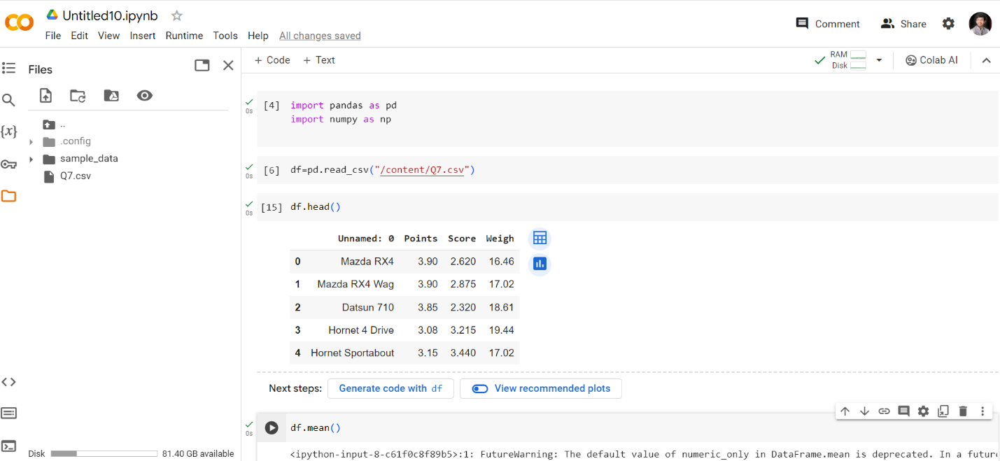 Untitled10.ipynb
File Edit View Insert Runtime Tools Help All changes saved
Comment Share
Files
+ Code + Text
RAM
Disk
Colab AI
..
.config
sample_data
Q7.csv
{x}
[4] import pandas as pd
import numpy as np
0s
[6] df=pd.read_csv("/content/Q7.csv")
0s
[15] df.head()
0s
Unnamed: 0 Points Score Weigh
0 Mazda RX4 3.90 2.620 16.46
1 Mazda RX4 Wag 3.90 2.875 17.02
2 Datsun 710 3.85 2.320 18.61
3 Hornet 4 Drive 3.08 3.215 19.44
4 Hornet Sportabout 3.15 3.440 17.02
Next steps: Generate code with df View recommended plots
df.mean()
0s
<ipython-input-8-c61f0c8f89b5>:1: FutureWarning: The default value of numeric_only in DataFrame.mean is deprecated. In a future
Disk 81.40 GB available